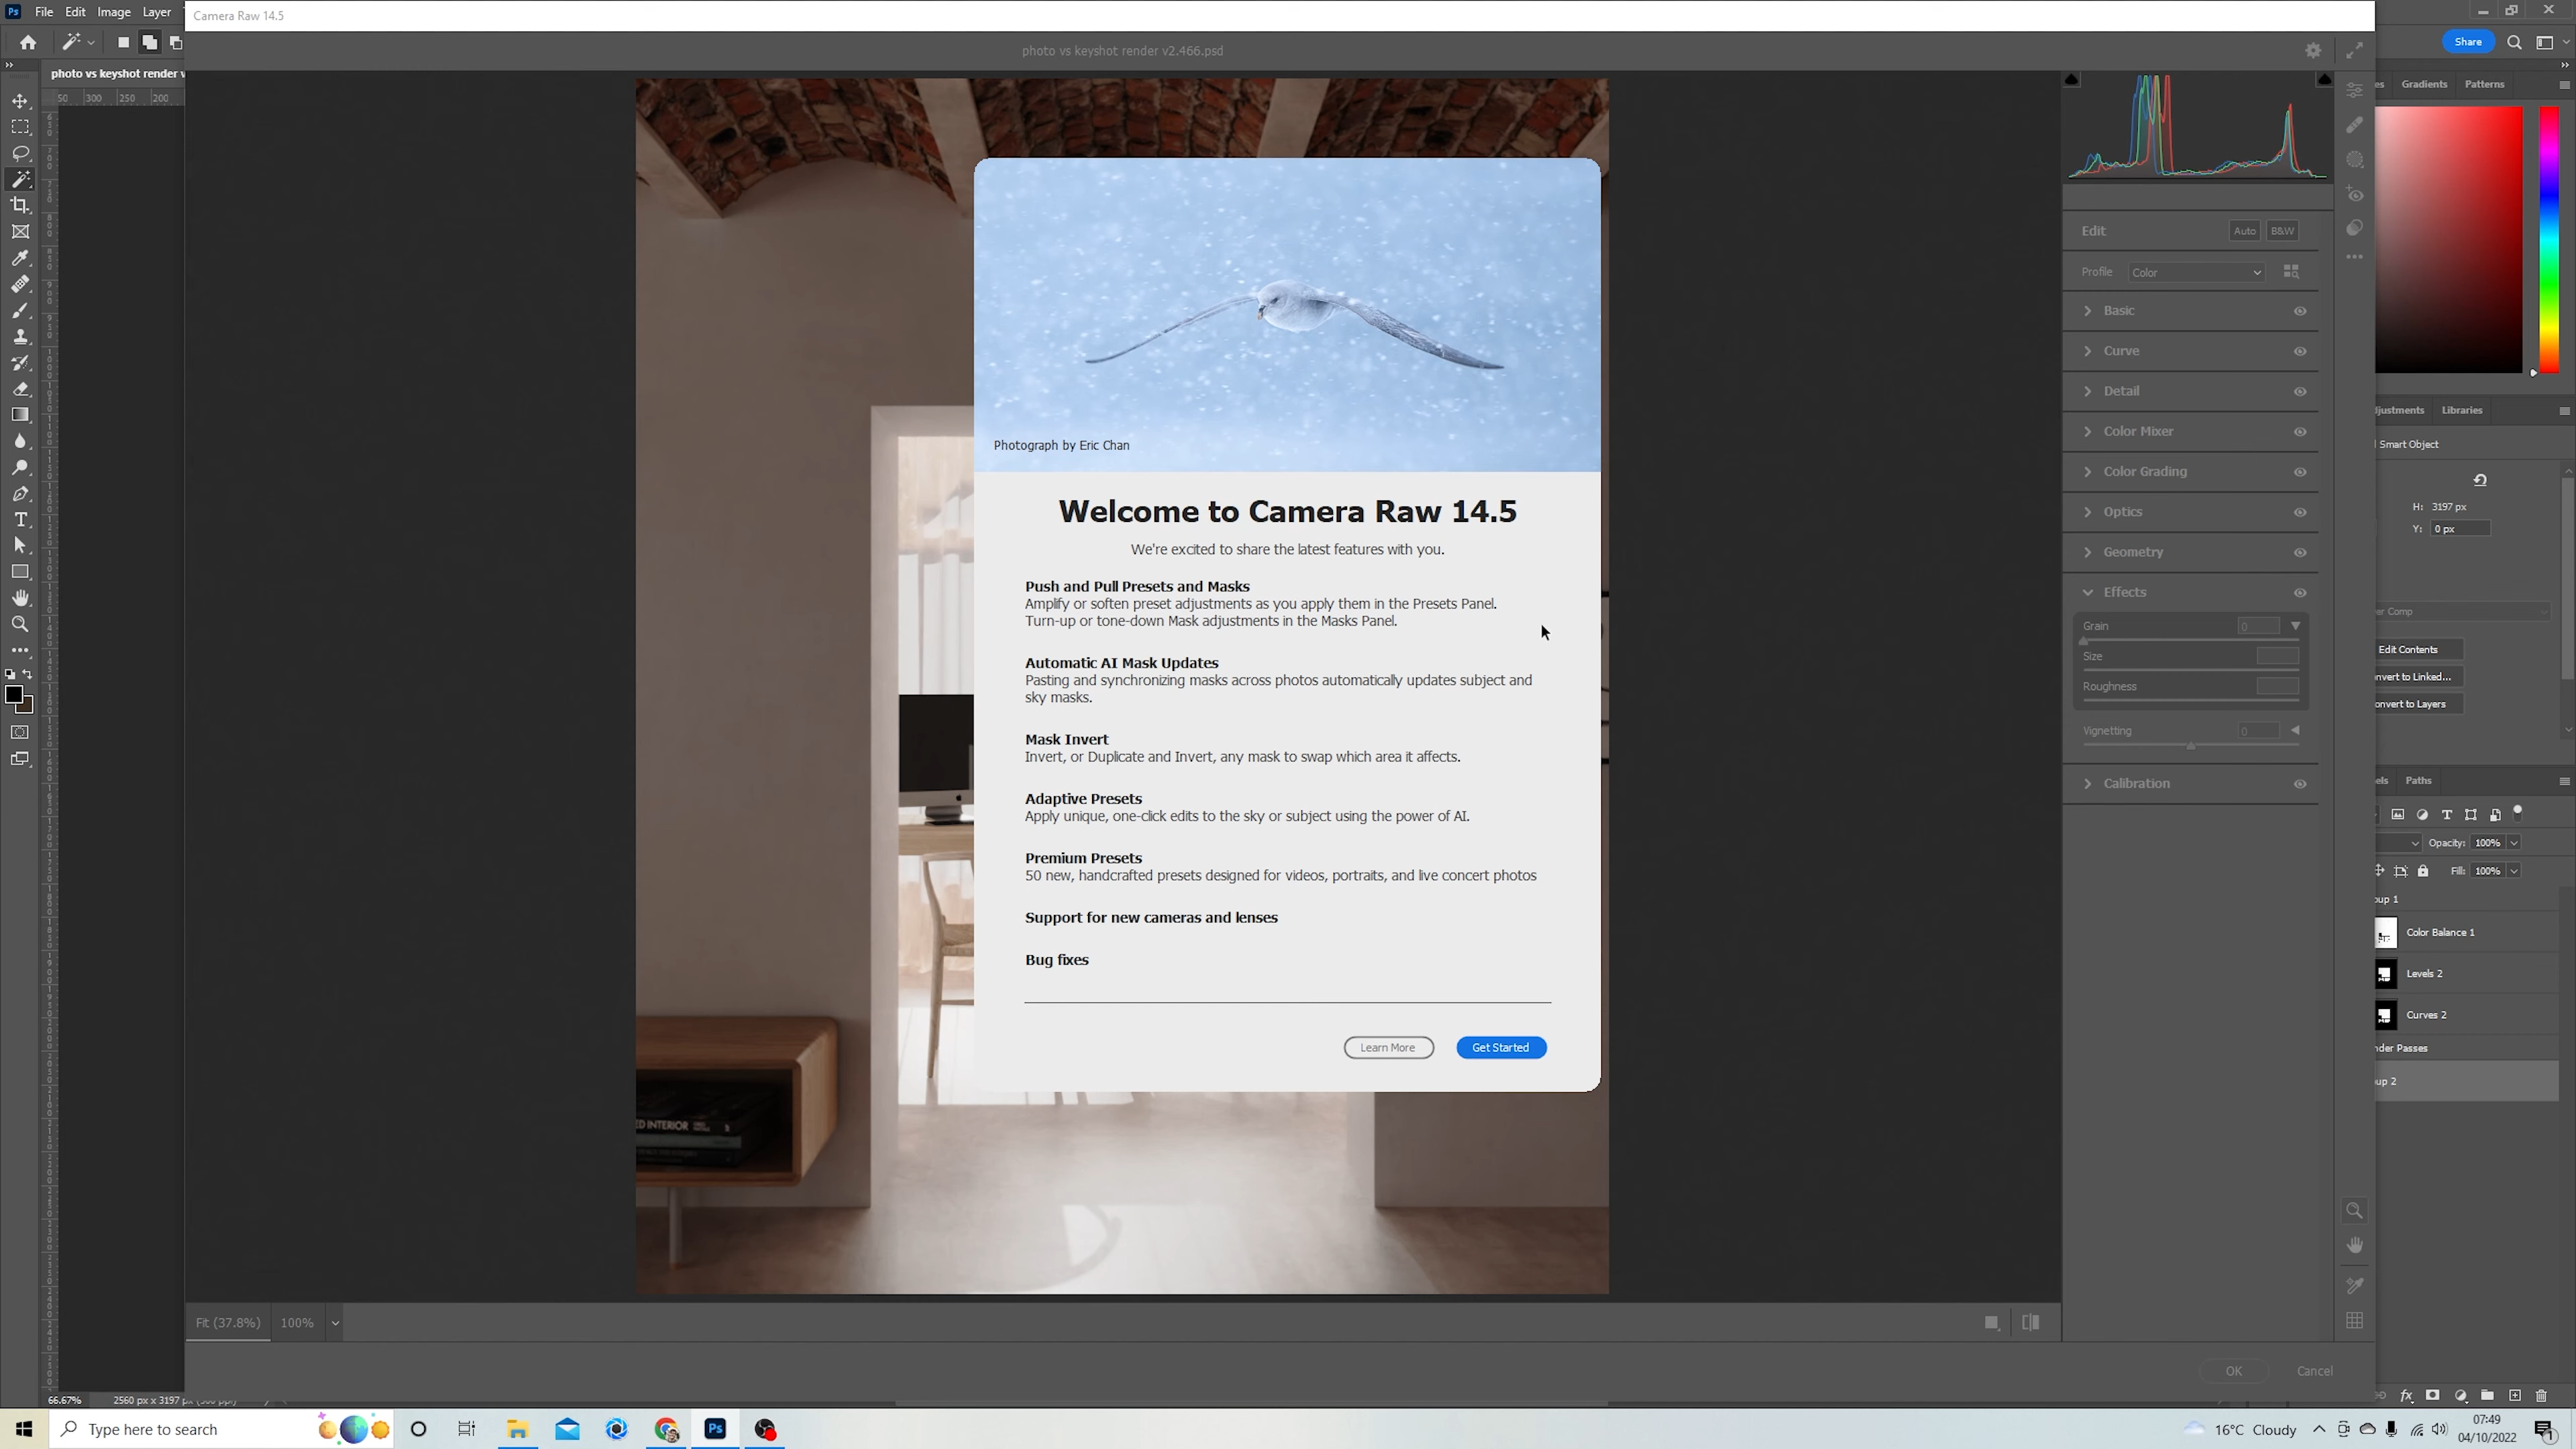 Ps File Edit Image Layer
Camera Raw 14.5
photo vs keyshot render v2.466.psd
Share
photo vs keyshot render v
50 300 250 200
Gradients Patterns
Edit Auto B&W
Profile Color
Basic
Curve
Detail
Color Mixer
Color Grading
Optics
Geometry
Effects
Grain 0
Size
Roughness
Vignetting 0
Calibration
Photograph by Eric Chan
Welcome to Camera Raw 14.5
We're excited to share the latest features with you.
Push and Pull Presets and Masks
Amplify or soften preset adjustments as you apply them in the Presets Panel.
Turn-up or tone-down Mask adjustments in the Masks Panel.
Automatic AI Mask Updates
Pasting and synchronizing masks across photos automatically updates subject and
sky masks.
Mask Invert
Invert, or Duplicate and Invert, any mask to swap which area it affects.
Adaptive Presets
Apply unique, one-click edits to the sky or subject using the power of AI.
Premium Presets
50 new, handcrafted presets designed for videos, portraits, and live concert photos
Support for new cameras and lenses
Bug fixes
Learn More Get Started
ED INTERIOR
djustments Libraries
Smart Object
H: 3197 px
Y: 0 px
er Comp
Edit Contents
nvert to Linked...
onvert to Layers
els Paths
Opacity: 100%
Fill: 100%
oup 1
Color Balance 1
Levels 2
Curves 2
nder Passes
oup 2
Fit (37.8%) 100%
OK Cancel
66.67% 2560 px x 3197 px
Type here to search
Ps
16°C Cloudy
07:49
04/10/2022